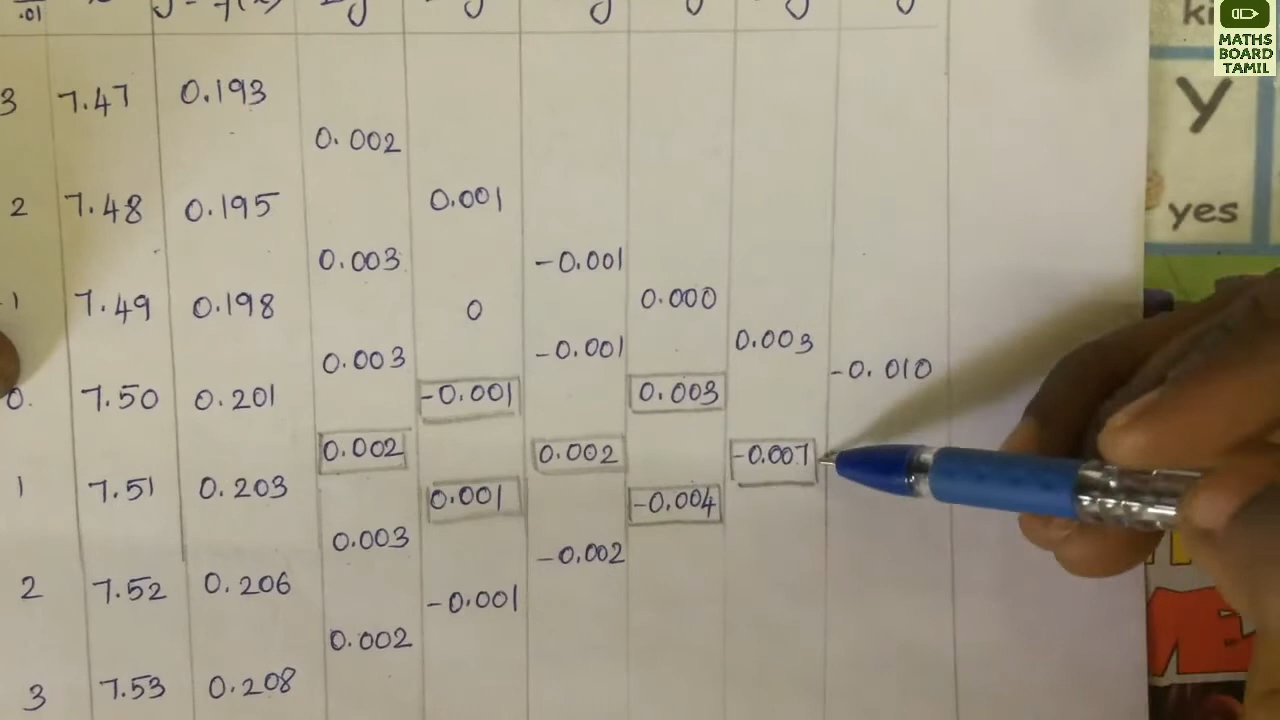 .01 y = f(x)
3 7.47 0.193
0.002
2 7.48 0.195 0.001
0.003 -0.001
-1 7.49 0.198 0 0.000
0.003 -0.001 0.003
-0.010
0. 7.50 0.201 -0.001 0.003
0.002 0.002 -0.007
1 7.51 0.203 0.001 -0.004
0.003 -0.002
2 7.52 0.206 -0.001
0.002
3 7.53 0.208
MATHS
BOARD
TAMIL
Y
yes